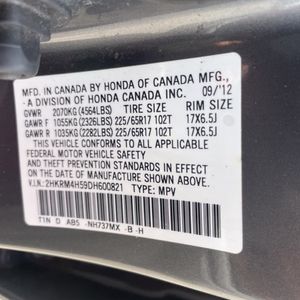 MFD. IN CANADA BY HONDA OF CANADA MFG.,
- A DIVISION OF HONDA CANADA INC. 09/'12
GVWR 2070KG (4564LBS) TIRE SIZE RIM SIZE
GAWR F 1055KG (2326LBS) 225/65R17 102T 17X6.5J
GAWR R 1035KG (2282LBS) 225/65R17 102T 17X6.5J
THIS VEHICLE CONFORMS TO ALL APPLICABLE
FEDERAL MOTOR VEHICLE SAFETY
STANDARDS IN EFFECT ON THE DATE OF
MANUFACTURE SHOWN ABOVE.
V.I.N.: 2HKRM4H59DH600821 TYPE: MPV
T1N D ABS -NH737MX -B -H